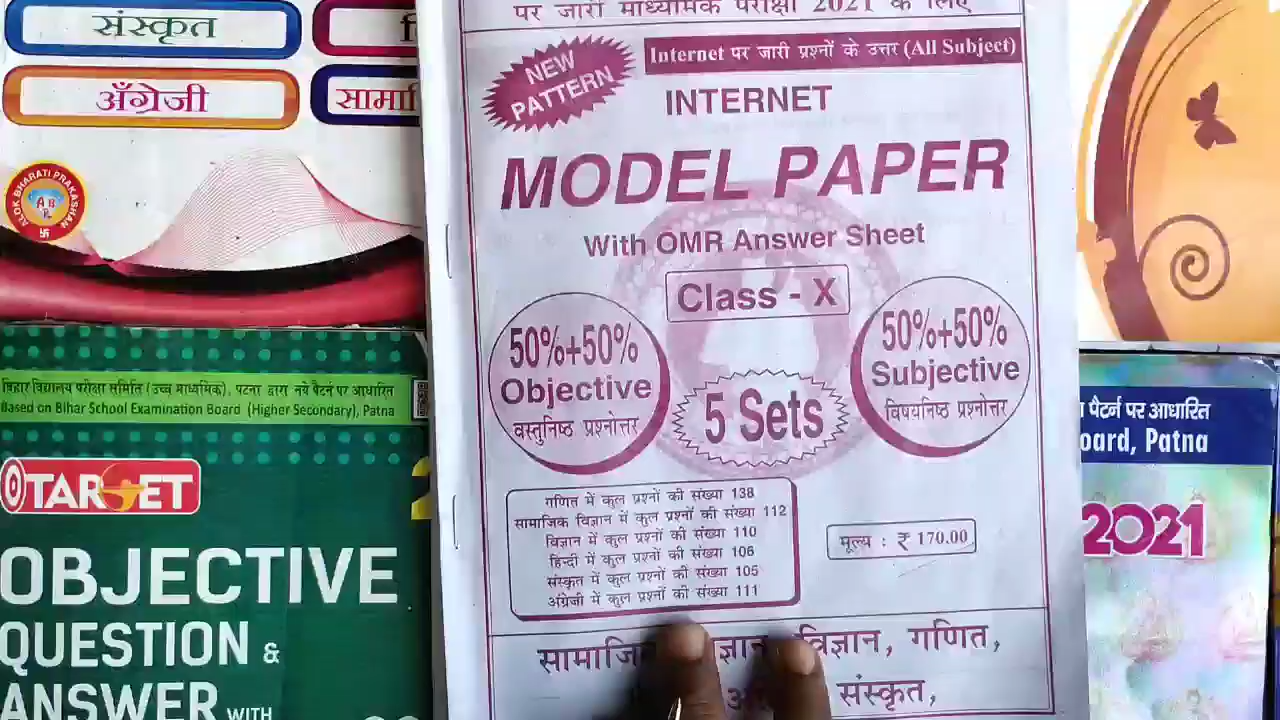 संस्कृत
अँग्रेजी
सामा
ALOK BHARATI PRAKASHAN
बिहार विद्यालय परीक्षा समिति (उच्च माध्यमिक), पटना द्वारा नये पैटर्न पर आधारित
Based on Bihar School Examination Board (Higher Secondary), Patna
TARGET
OBJECTIVE
QUESTION &
ANSWER WITH
पर जारी माध्यमिक परीक्षा 2021 के लिए
NEW PATTERN
Internet पर जारी प्रश्नों के उत्तर (All Subject)
INTERNET
MODEL PAPER
With OMR Answer Sheet
Class - X
50%+50%
Objective
वस्तुनिष्ठ प्रश्नोत्तर
5 Sets
50%+50%
Subjective
विषयनिष्ठ प्रश्नोत्तर
गणित में कुल प्रश्नों की संख्या 138
सामाजिक विज्ञान में कुल प्रश्नों की संख्या 112
विज्ञान में कुल प्रश्नों की संख्या 110
हिन्दी में कुल प्रश्नों की संख्या 106
संस्कृत में कुल प्रश्नों की संख्या 105
अंग्रेजी में कुल प्रश्नों की संख्या 111
मूल्य : ₹ 170.00
विज्ञान, गणित,
संस्कृत,
पैटर्न पर आधारित
oard, Patna
2021